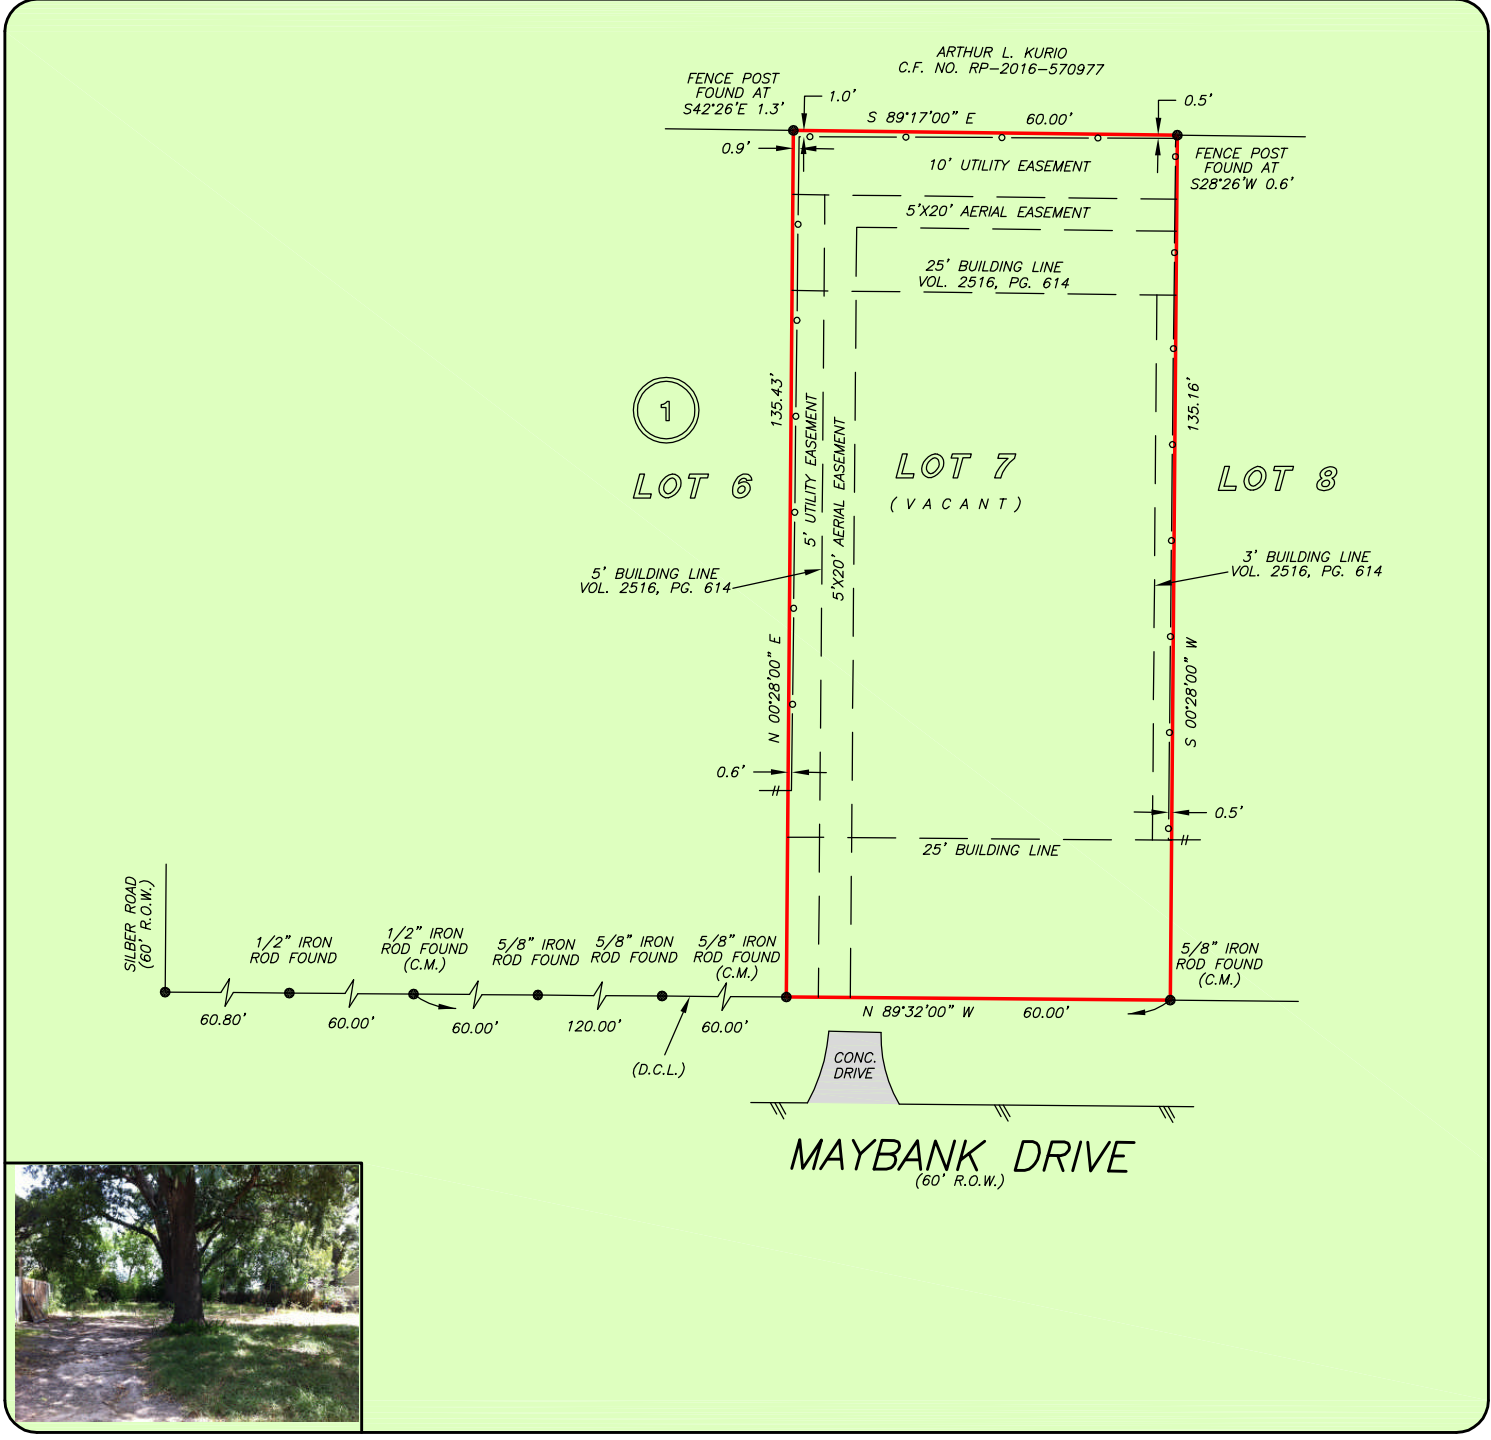 ARTHUR L. KURIO
C.F. NO. RP-2016-570977
FENCE POST
FOUND AT
S42°26'E 1.3'
1.0'
S 89°17'00" E 60.00'
0.5'
0.9'
FENCE POST
FOUND AT
S28°26'W 0.6'
10' UTILITY EASEMENT
5'X20' AERIAL EASEMENT
25' BUILDING LINE
VOL. 2516, PG. 614
135.43'
135.16'
1
LOT 6
5' UTILITY EASEMENT
5'X20' AERIAL EASEMENT
LOT 7
(VACANT)
LOT 8
5' BUILDING LINE
VOL. 2516, PG. 614
3' BUILDING LINE
VOL. 2516, PG. 614
N 00°28'00" E
S 00°28'00" W
0.6'
0.5'
25' BUILDING LINE
SILBER ROAD
(60' R.O.W.)
1/2" IRON
ROD FOUND
1/2" IRON
ROD FOUND
(C.M.)
5/8" IRON
ROD FOUND
5/8" IRON
ROD FOUND
5/8" IRON
ROD FOUND
(C.M.)
5/8" IRON
ROD FOUND
(C.M.)
60.80'
60.00'
60.00'
120.00'
60.00'
N 89°32'00" W 60.00'
(D.C.L.)
CONC.
DRIVE
MAYBANK DRIVE
(60' R.O.W.)